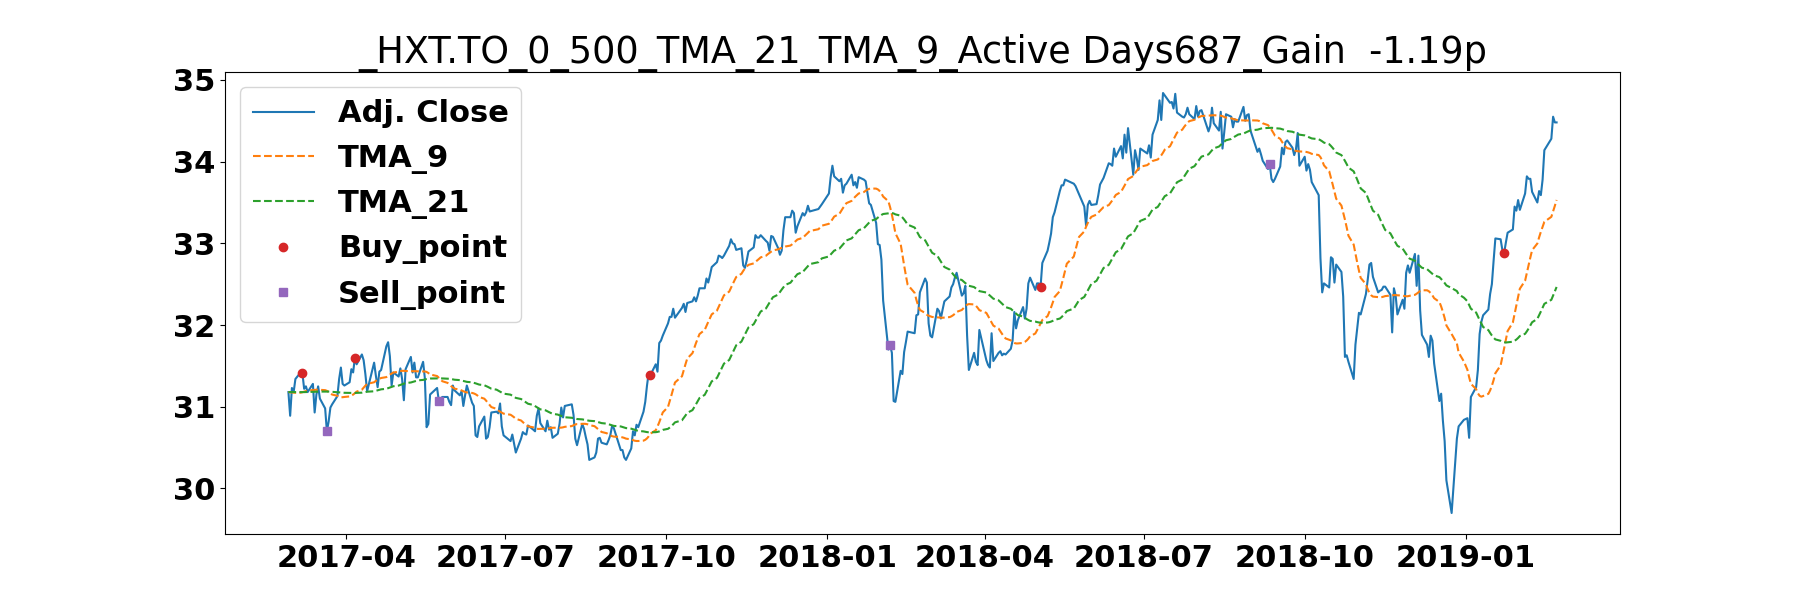 _HXT.TO_0_500_TMA_21_TMA_9_Active Days687_Gain  -1.19p
35
34
33
32
31
30
Adj. Close
TMA_9
TMA_21
Buy_point
Sell_point
2017-04 2017-07 2017-10 2018-01 2018-04 2018-07 2018-10 2019-01